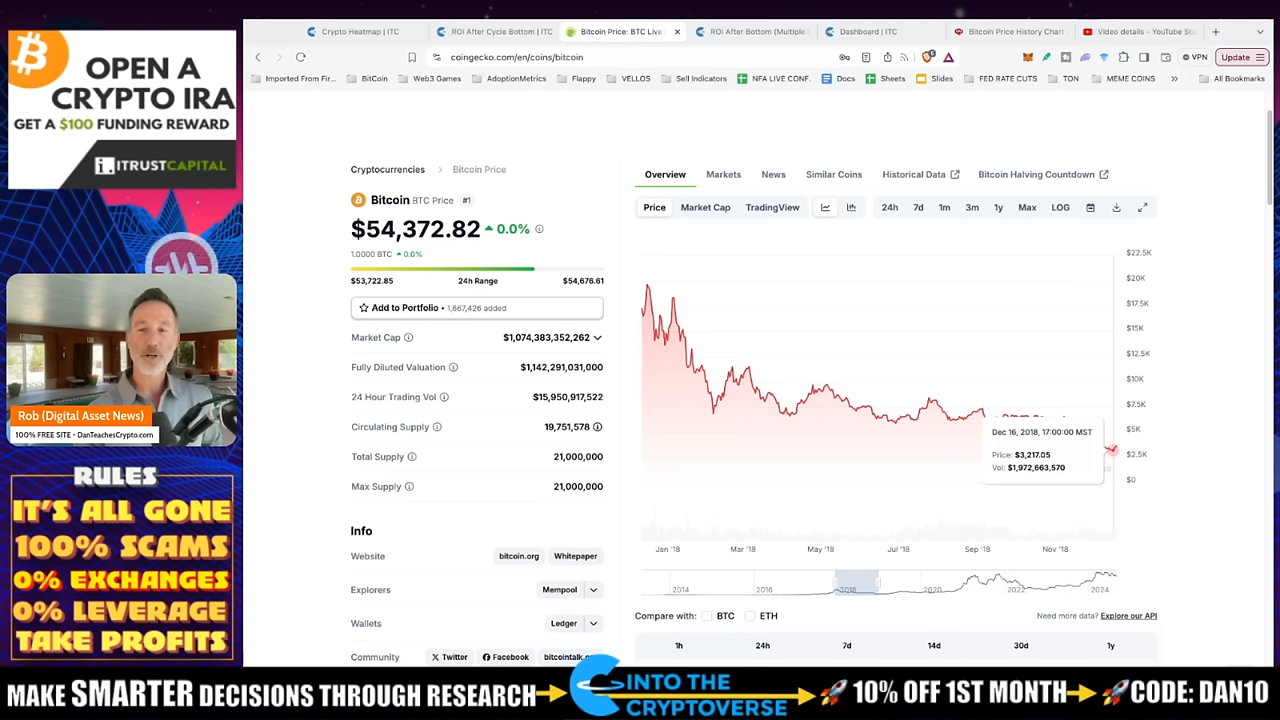 OPEN A
CRYPTO IRA
GET A $100 FUNDING REWARD
ITRUSTCAPITAL
Rob (Digital Asset News)
100% FREE SITE - DanTeachesCrypto.com
RULES
IT'S ALL GONE
100% SCAMS
0% EXCHANGES
0% LEVERAGE
TAKE PROFITS
Crypto Heatmap | ITC
ROI After Cycle Bottom | ITC
Bitcoin Price: BTC Live
ROI After Bottom (Multiple
Dashboard | ITC
Bitcoin Price History Chart
Video details - YouTube Stu
coingecko.com/en/coins/bitcoin
VPN
Update
Imported From Fir...
BitCoin
Web3 Games
AdoptionMetrics
Flappy
VELLOS
Sell Indicators
NFA LIVE CONF.
Docs
Sheets
Slides
FED RATE CUTS
TON
MEME COINS
All Bookmarks
Cryptocurrencies
Bitcoin Price
Bitcoin BTC Price #1
$54,372.82 0.0%
1.0000 BTC 0.0%
$53,722.85 24h Range $54,676.61
Add to Portfolio • 1,667,426 added
Market Cap $1,074,383,352,262
Fully Diluted Valuation $1,142,291,031,000
24 Hour Trading Vol $15,950,917,522
Circulating Supply 19,751,578
Total Supply 21,000,000
Max Supply 21,000,000
Info
Website bitcoin.org Whitepaper
Explorers Mempool
Wallets Ledger
Community Twitter Facebook bitcointalk.o
Overview Markets News Similar Coins Historical Data Bitcoin Halving Countdown
Price Market Cap TradingView 24h 7d 1m 3m 1y Max LOG
$22.5K
$20K
$17.5K
$15K
$12.5K
$10K
$7.5K
$5K
$2.5K
$0
Dec 16, 2018, 17:00:00 MST
Price: $3,217.05
Vol: $1,972,663,570
Jan '18 Mar '18 May '18 Jul '18 Sep '18 Nov '18
2014 2016 2018 2020 2022 2024
Compare with: BTC ETH
Need more data? Explore our API
1h 24h 7d 14d 30d 1y
MAKE SMARTER DECISIONS THROUGH RESEARCH
INTO THE
CRYPTOVERSE
10% OFF 1ST MONTH
CODE: DAN10